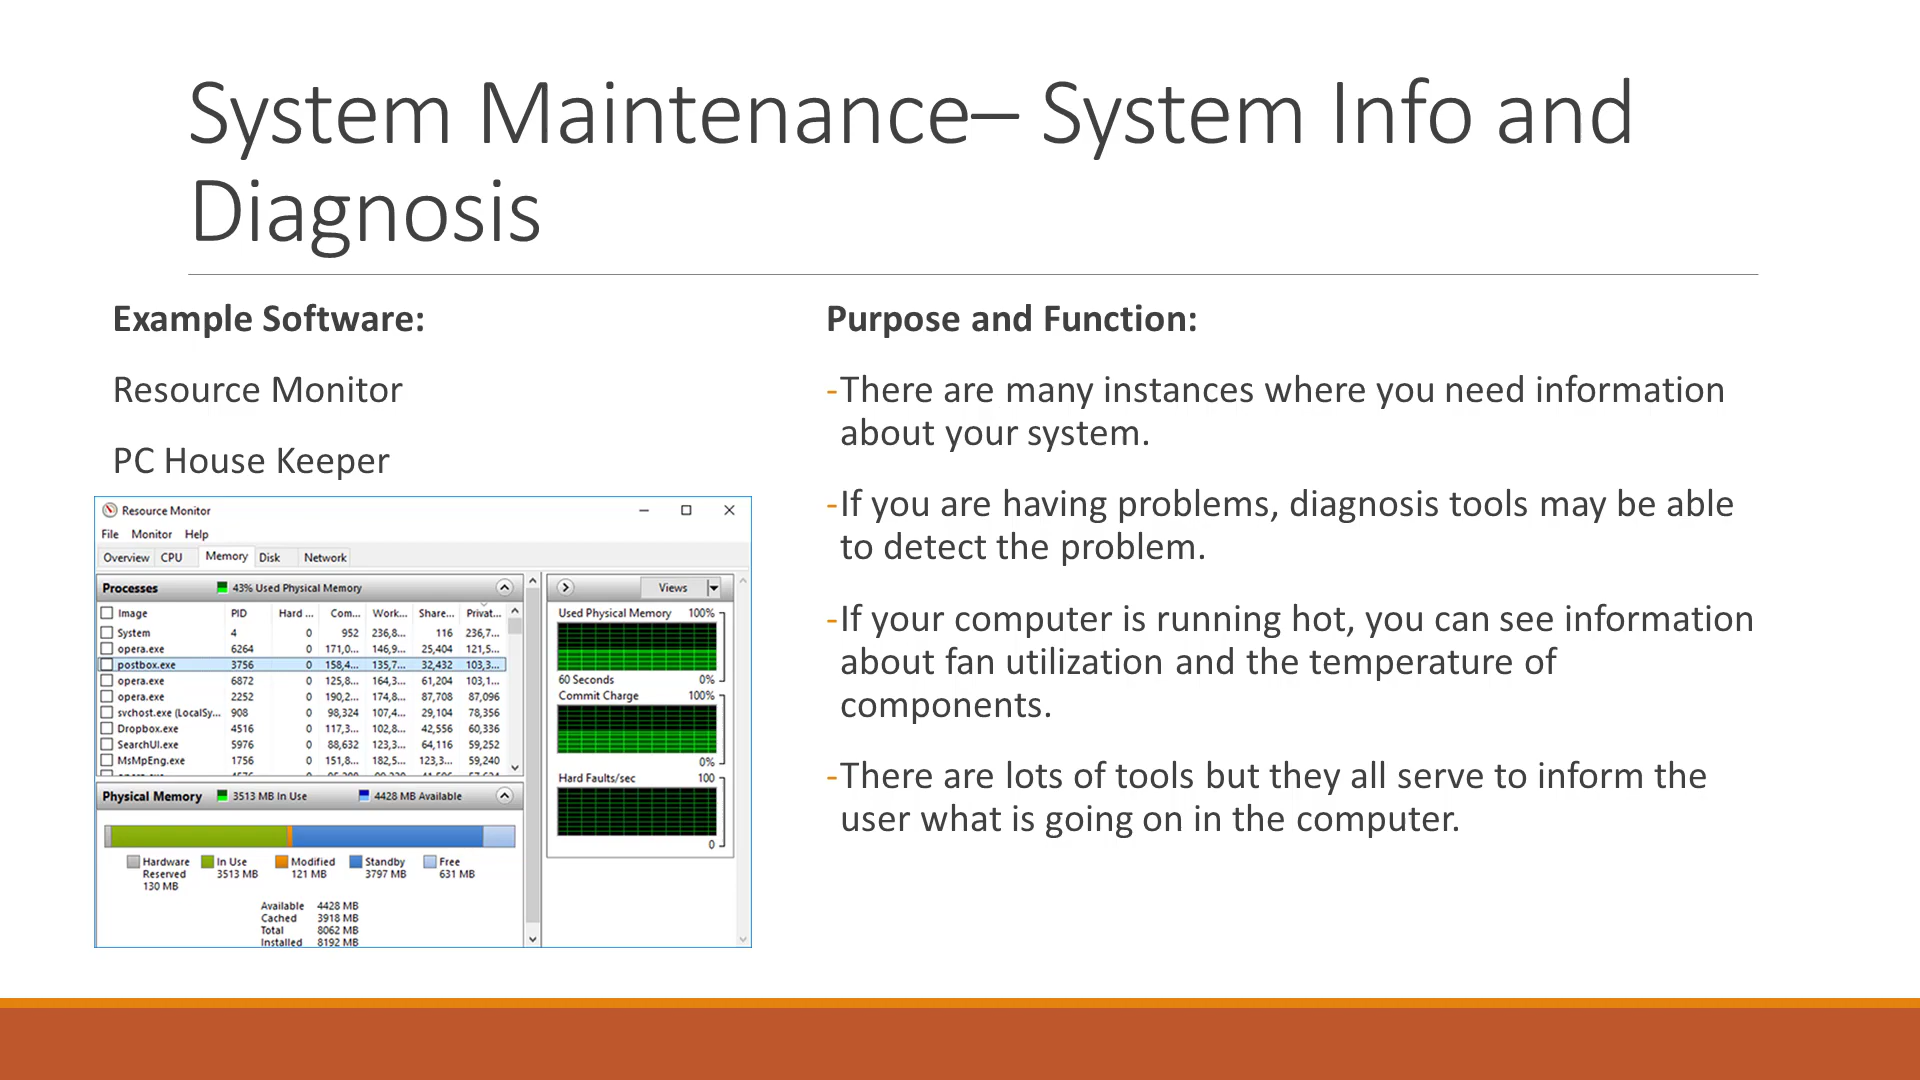 System Maintenance– System Info and
Diagnosis
Example Software:
Resource Monitor
PC House Keeper
Purpose and Function:
-There are many instances where you need information
about your system.
-If you are having problems, diagnosis tools may be able
to detect the problem.
-If your computer is running hot, you can see information
about fan utilization and the temperature of
components.
-There are lots of tools but they all serve to inform the
user what is going on in the computer.
Resource Monitor
File Monitor Help
Overview CPU Memory Disk Network
Processes 43% Used Physical Memory
Image PID Hard ... Com... Work... Share... Privat...
System 4 0 952 236,8... 116 236,7...
opera.exe 6264 0 171,0... 146,9... 25,404 121,5...
postbox.exe 3756 0 158,4... 135,7... 32,432 103,3...
opera.exe 6872 0 125,8... 164,3... 61,204 103,1...
opera.exe 2252 0 190,2... 174,8... 87,708 87,096
svchost.exe (LocalSy... 908 0 98,324 107,4... 29,104 78,356
Dropbox.exe 4516 0 117,3... 102,8... 42,556 60,336
SearchUI.exe 5976 0 88,632 123,3... 64,116 59,252
MsMpEng.exe 1756 0 151,8... 182,5... 123,3... 59,240
Physical Memory 3513 MB In Use 4428 MB Available
Hardware Reserved 130 MB
In Use 3513 MB
Modified 121 MB
Standby 3797 MB
Free 631 MB
Available 4428 MB
Cached 3918 MB
Total 8062 MB
Installed 8192 MB
Views
Used Physical Memory 100%
60 Seconds 0%
Commit Charge 100%
0%
Hard Faults/sec 100
0